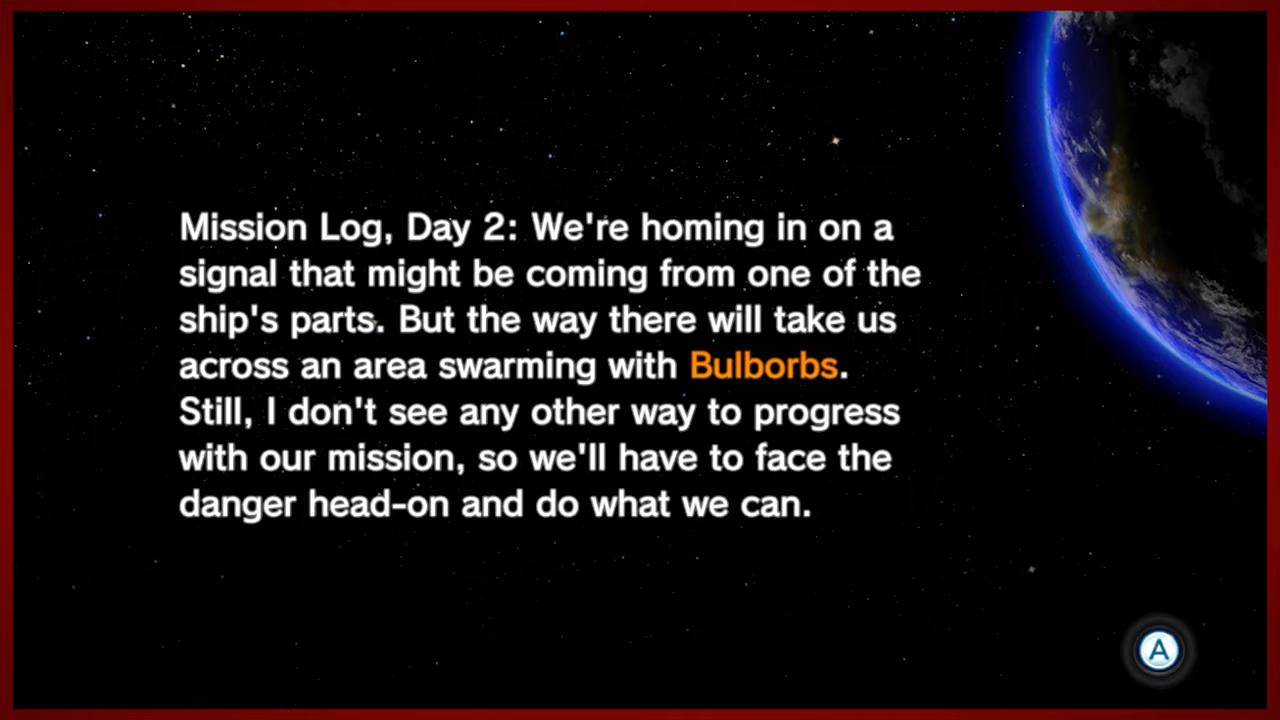 Mission Log, Day 2: We're homing in on a
signal that might be coming from one of the
ship's parts. But the way there will take us
across an area swarming with Bulborbs.
Still, I don't see any other way to progress
with our mission, so we'll have to face the
danger head-on and do what we can.
A